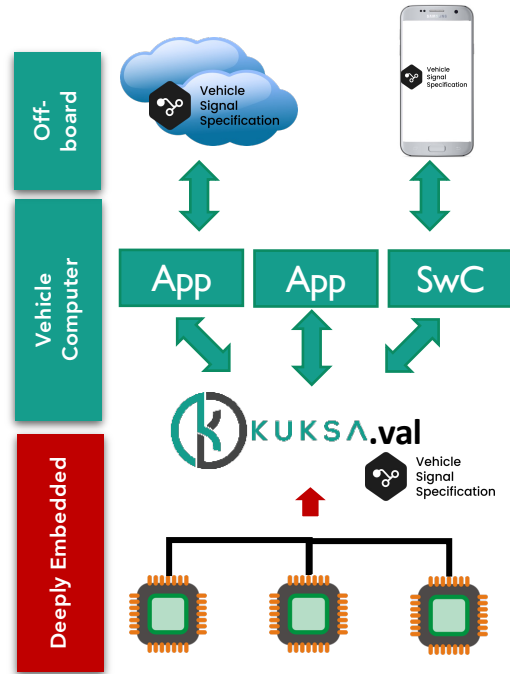 Off-
board
Vehicle
Signal
Specification
Vehicle
Signal
Specification
Vehicle
Computer
App
App
SwC
KUKSA.val
Vehicle
Signal
Specification
Deeply Embedded